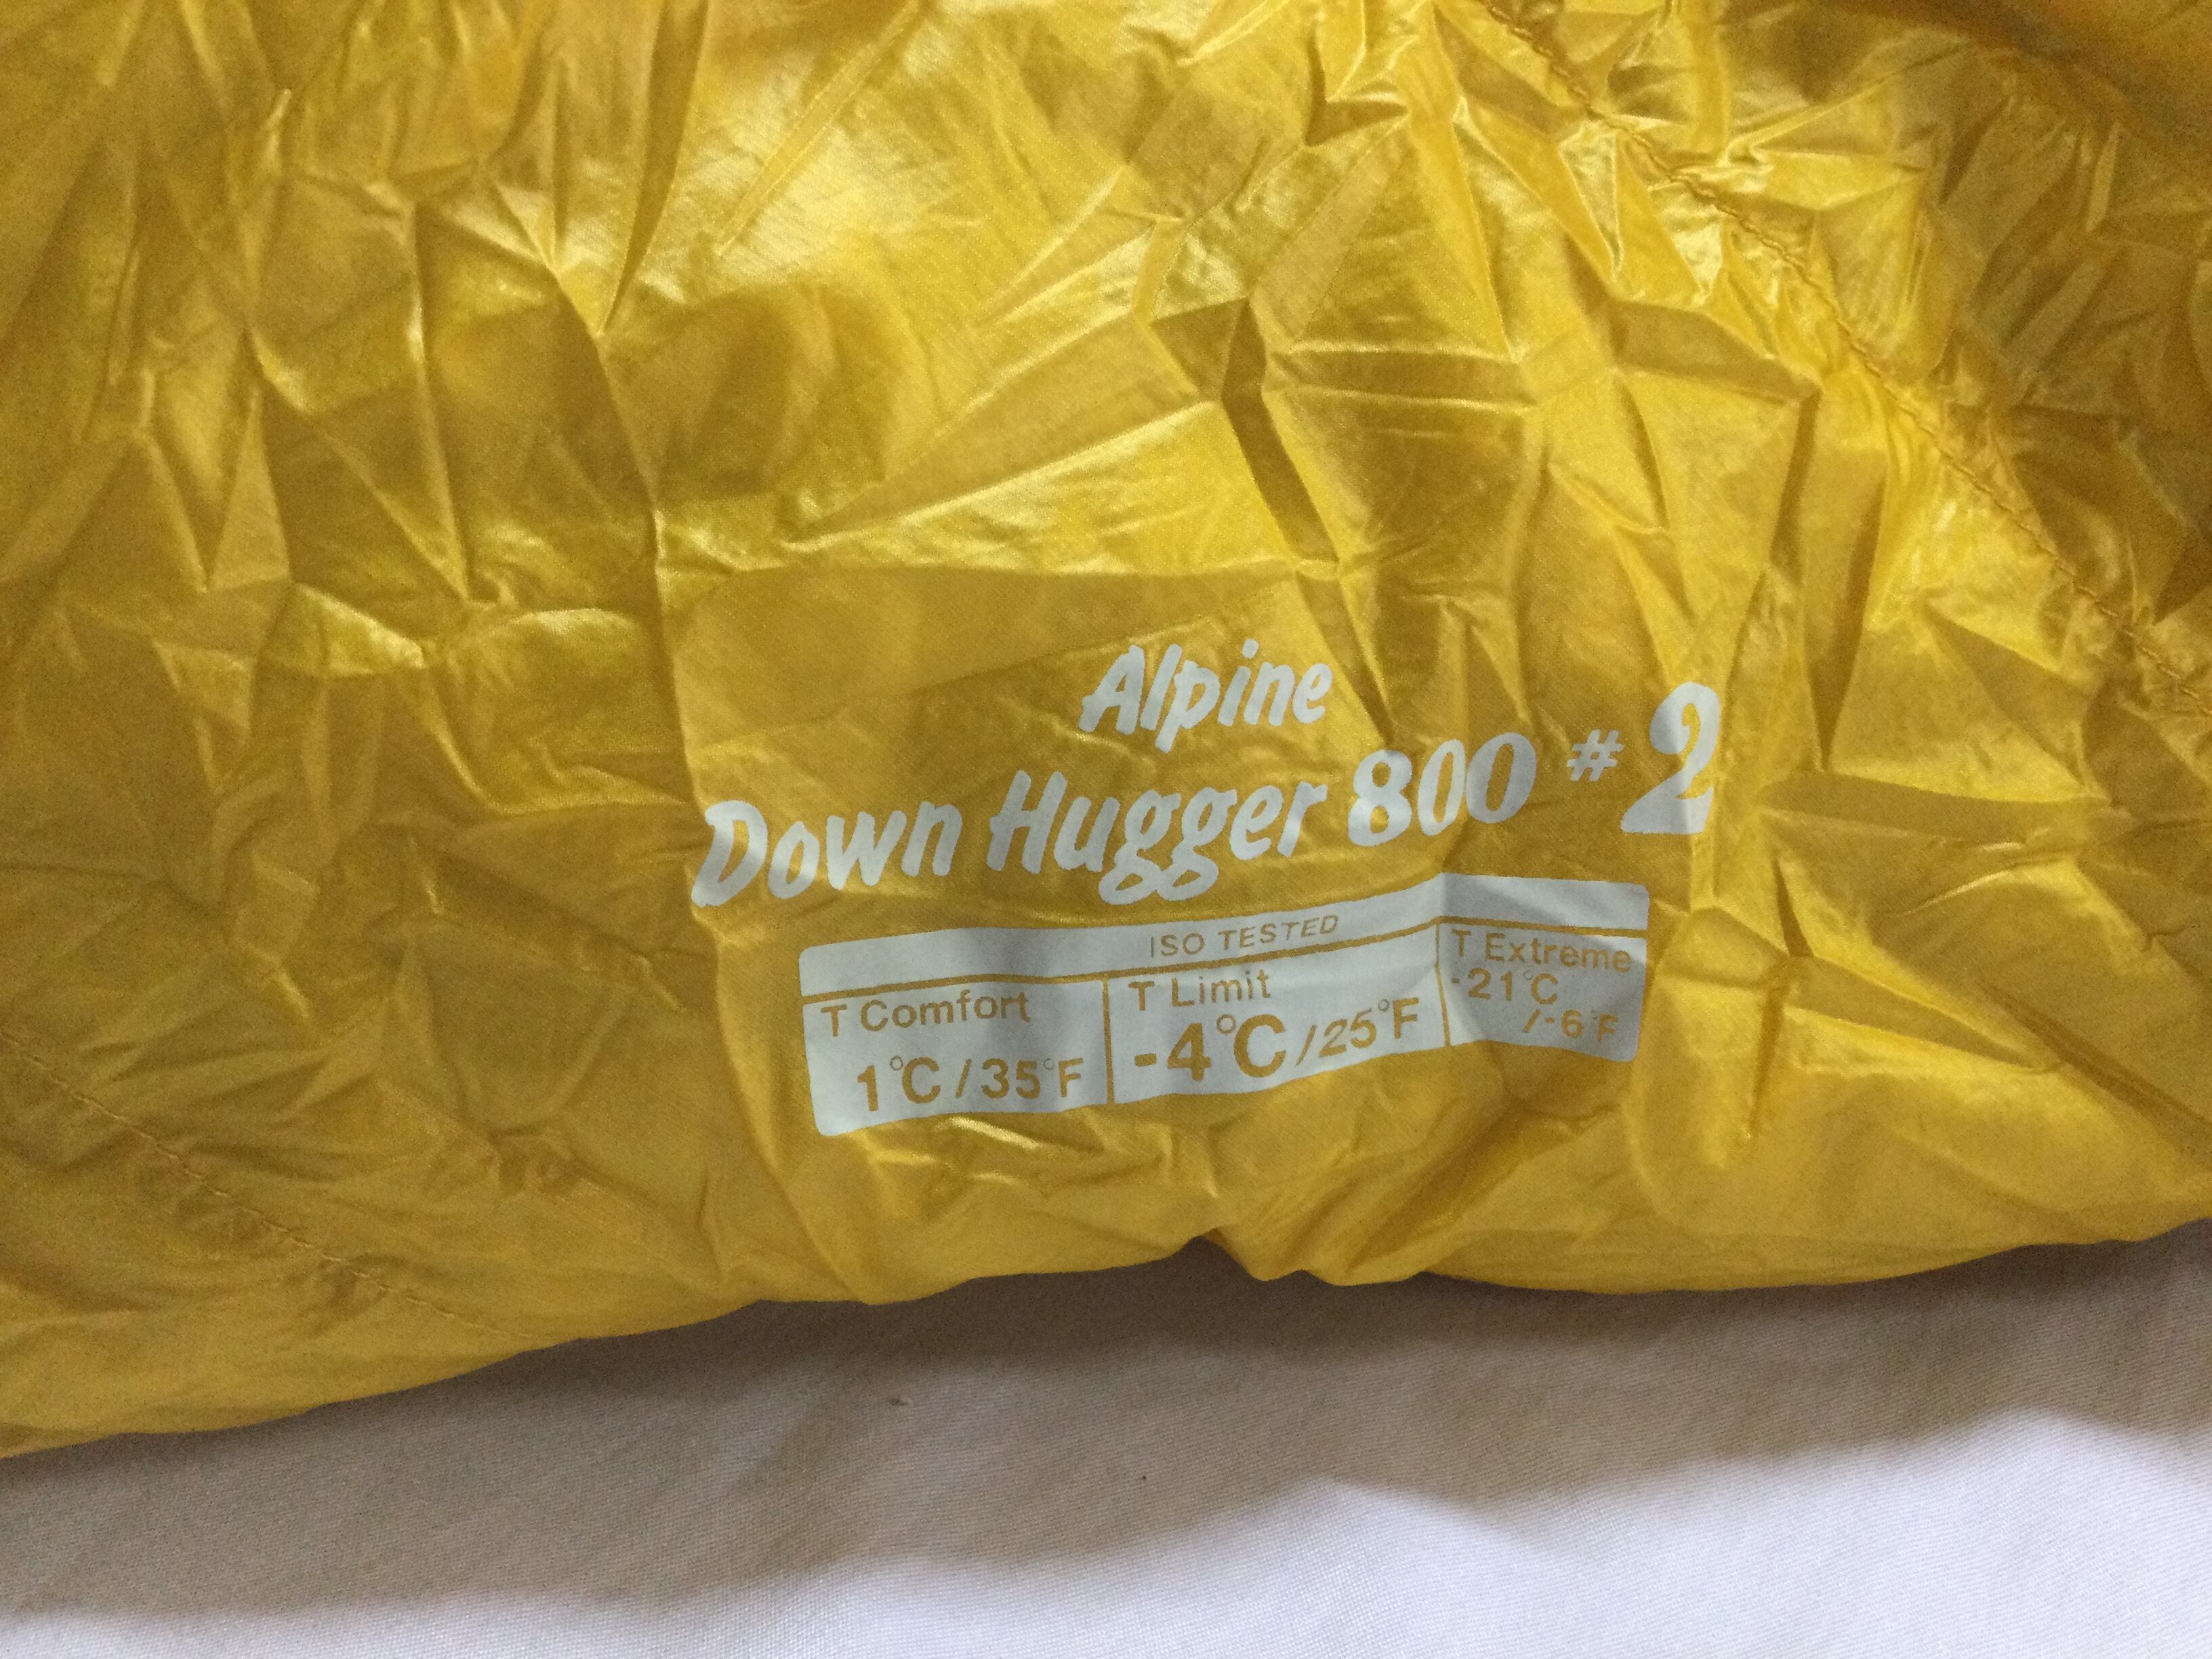 Alpine
Down Hugger 800 #2
ISO TESTED
T Comfort
1°C/35°F
T Limit
-4°C/25°F
T Extreme
-21°C
/-6°F